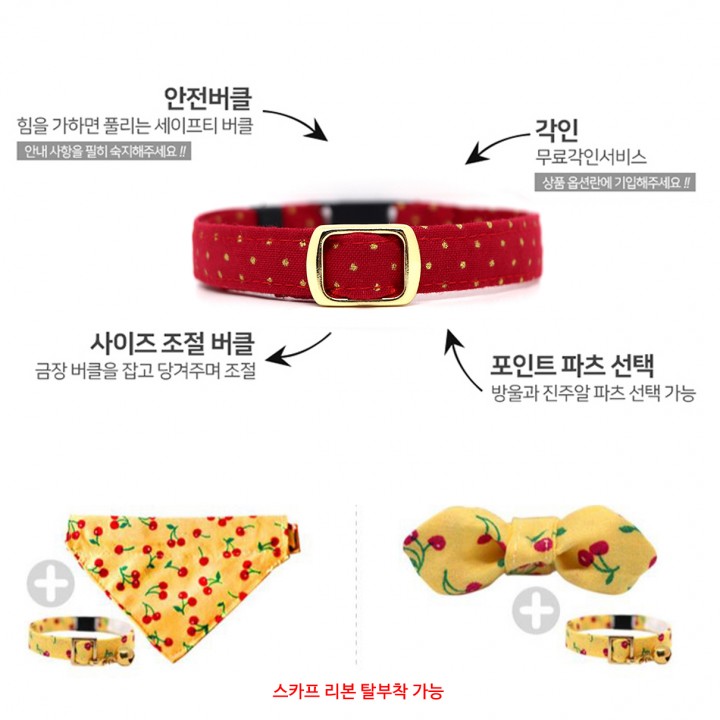 안전버클
힘을 가하면 풀리는 세이프티 버클
안내 사항을 필히 숙지해주세요 !!
각인
무료각인서비스
상품 옵션란에 기입해주세요 !!
사이즈 조절 버클
금장 버클을 잡고 당겨주며 조절
포인트 파츠 선택
방울과 진주알 파츠 선택 가능
스카프 리본 탈부착 가능